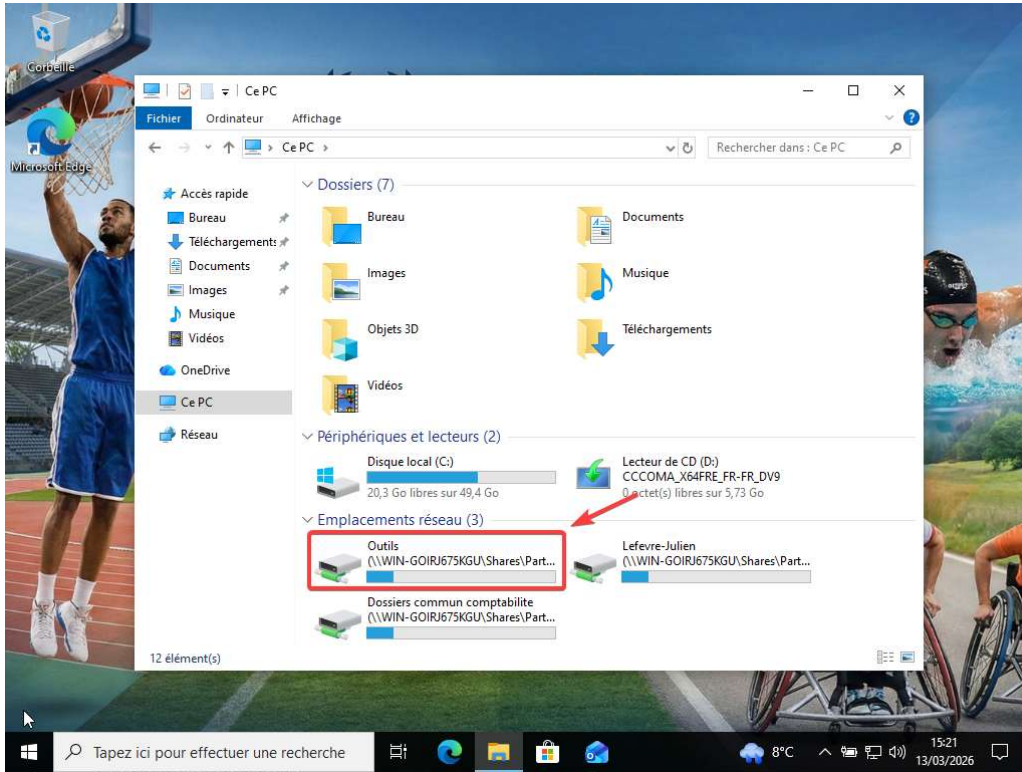 Corbeille
Microsoft Edge
Ce PC
Fichier Ordinateur Affichage
Ce PC
Rechercher dans : Ce PC
Accès rapide
Bureau
Téléchargements
Documents
Images
Musique
Vidéos
OneDrive
Ce PC
Réseau
Dossiers (7)
Bureau
Documents
Images
Musique
Objets 3D
Téléchargements
Vidéos
Périphériques et lecteurs (2)
Disque local (C:)
20,3 Go libres sur 49,4 Go
Lecteur de CD (D:)
CCCOMA_X64FRE_FR-FR_DV9
0 octet(s) libres sur 5,73 Go
Emplacements réseau (3)
Outils
(\\WIN-GOIRJ675KGU\Shares\Part...
Lefevre-Julien
(\\WIN-GOIRJ675KGU\Shares\Part...
Dossiers commun comptabilite
(\\WIN-GOIRJ675KGU\Shares\Part...
12 élément(s)
Tapez ici pour effectuer une recherche
8°C
15:21
13/03/2026